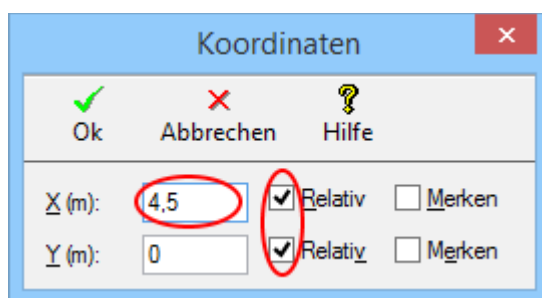 Koordinaten
Ok Abbrechen Hilfe
X (m): 4,5 Relativ Merken
Y (m): 0 Relativ Merken